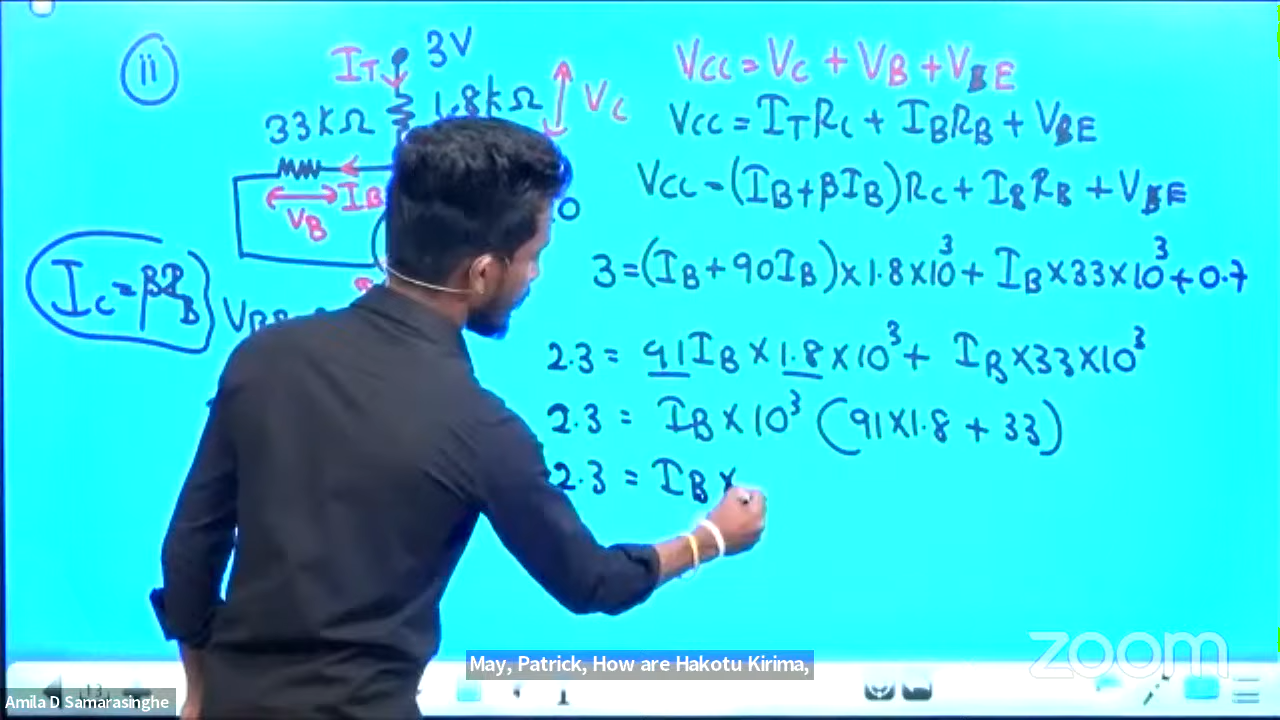 ii
3V
IT
1.8kΩ
VC
33KΩ
IB
VB
IC = βIB
VCC = VC + VB + VBE
VCC = ITRC + IBRB + VBE
VCC = (IB + βIB)RC + IBRB + VBE
3 = (IB + 90IB) × 1.8×10³ + IB×33×10³ + 0.7
2.3 = 91IB × 1.8×10³ + IB×33×10³
2.3 = IB × 10³ (91×1.8 + 33)
2.3 = IB ×
zoom
May, Patrick, How are Hakotu Kirima,
Amila D Samarasinghe